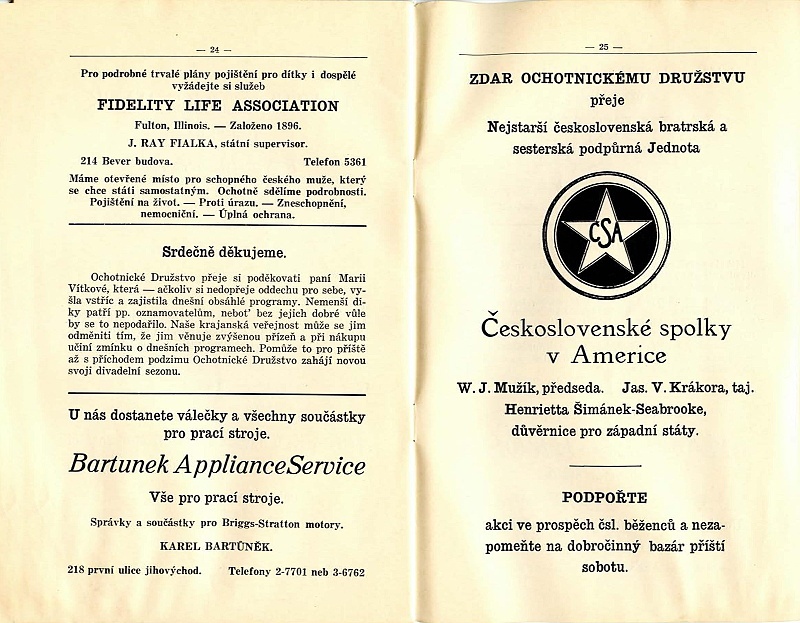 — 24 —
Pro podrobné trvalé plány pojištění pro dítky i dospělé
vyžádejte si služeb
FIDELITY LIFE ASSOCIATION
Fulton, Illinois. — Založeno 1896.
J. RAY FIALKA, státní supervisor.
214 Bever budova. Telefon 5361
Máme otevřené místo pro schopného českého muže, který
se chce státi samostatným. Ochotně sdělíme podrobnosti.
Pojištění na život. — Proti úrazu. — Zneschopnění,
nemocniční. — Úplná ochrana.
Srdečně děkujeme.
Ochotnické Družstvo přeje si poděkovati paní Marii
Vítkové, která — ačkoliv si nedopřeje oddechu pro sebe, vy-
šla vstříc a zajistila dnešní obsáhlé programy. Nemenší dí-
ky patří pp. oznamovatelům, neboť bez jejich dobré vůle
by se to nepodařilo. Naše krajanská veřejnost může se jim
odměniti tím, že jim věnuje zvýšenou přízeň a při nákupu
učiní zmínku o dnešních programech. Pomůže to pro příště
až s příchodem podzimu Ochotnické Družstvo zahájí novou
svoji divadelní sezonu.
U nás dostanete válečky a všechny součástky
pro prací stroje.
Bartunek Appliance Service
Vše pro prací stroje.
Správky a součástky pro Briggs-Stratton motory.
KAREL BARTŮNĚK.
218 první ulice jihovýchod. Telefony 2-7701 neb 3-6762
— 25 —
ZDAR OCHOTNICKÉMU DRUŽSTVU
přeje
Nejstarší československá bratrská a
sesterská podpůrná Jednota
CSA
Československé spolky
v Americe
W. J. Mužík, předseda. Jas. V. Krákora, taj.
Henrietta Šimánek-Seabrooke,
důvěrnice pro západní státy.
PODPOŘTE
akci ve prospěch čsl. běženců a neza-
pomeňte na dobročinný bazár příští
sobotu.